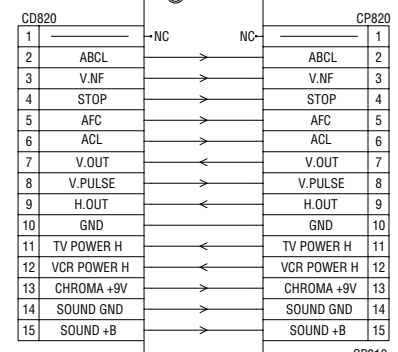 CD820 CP820
1 NC NC 1
2 ABCL ABCL 2
3 V.NF V.NF 3
4 STOP STOP 4
5 AFC AFC 5
6 ACL ACL 6
7 V.OUT V.OUT 7
8 V.PULSE V.PULSE 8
9 H.OUT H.OUT 9
10 GND GND 10
11 TV POWER H TV POWER H 11
12 VCR POWER H VCR POWER H 12
13 CHROMA +9V CHROMA +9V 13
14 SOUND GND SOUND GND 14
15 SOUND +B SOUND +B 15